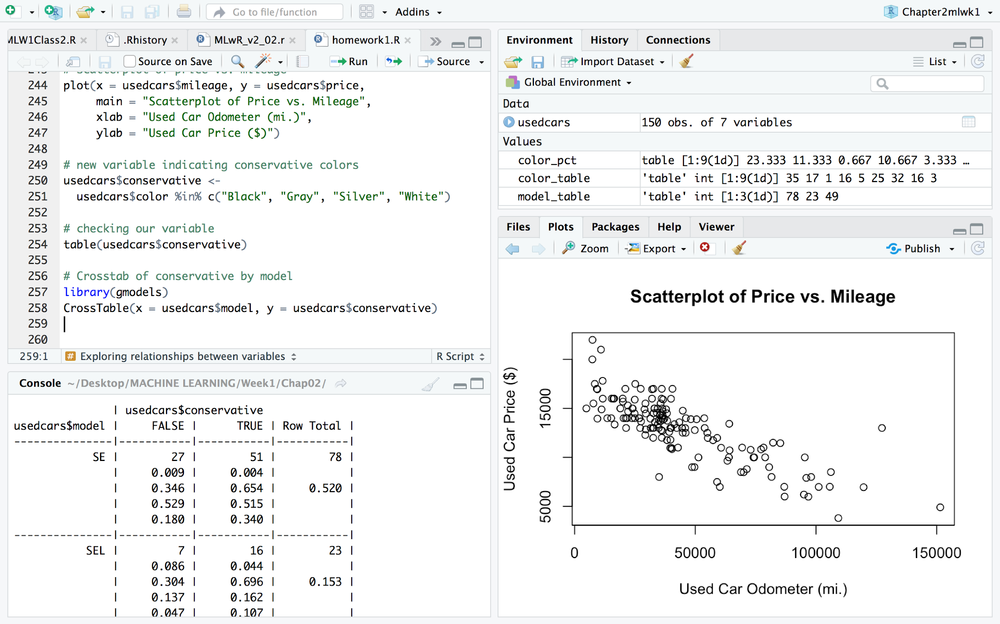 Go to file/function
Addins
Chapter2mlwk1
MLW1Class2.R
.Rhistory
MLwR_v2_02.r
homework1.R
Source on Save
Run
Source
244 plot(x = usedcars$mileage, y = usedcars$price,
245 main = "Scatterplot of Price vs. Mileage",
246 xlab = "Used Car Odometer (mi.)",
247 ylab = "Used Car Price ($)")
248
249 # new variable indicating conservative colors
250 usedcars$conservative <-
251 usedcars$color %in% c("Black", "Gray", "Silver", "White")
252
253 # checking our variable
254 table(usedcars$conservative)
255
256 # Crosstab of conservative by model
257 library(gmodels)
258 CrossTable(x = usedcars$model, y = usedcars$conservative)
259
260
259:1 # Exploring relationships between variables R Script
Console ~/Desktop/MACHINE LEARNING/Week1/Chap02/
| usedcars$conservative
usedcars$model | FALSE | TRUE | Row Total |
---------------|-----------|-----------|-----------|
SE | 27 | 51 | 78 |
| 0.009 | 0.004 | |
| 0.346 | 0.654 | 0.520 |
| 0.529 | 0.515 | |
| 0.180 | 0.340 | |
---------------|-----------|-----------|-----------|
SEL | 7 | 16 | 23 |
| 0.086 | 0.044 | |
| 0.304 | 0.696 | 0.153 |
| 0.137 | 0.162 | |
| 0.047 | 0.107 | |
Environment History Connections
Import Dataset
List
Global Environment
Data
usedcars 150 obs. of 7 variables
Values
color_pct table [1:9(1d)] 23.333 11.333 0.667 10.667 3.333 …
color_table 'table' int [1:9(1d)] 35 17 1 16 5 25 32 16 3
model_table 'table' int [1:3(1d)] 78 23 49
Files Plots Packages Help Viewer
Zoom Export Publish
Scatterplot of Price vs. Mileage
Used Car Price ($)
15000
5000
0 50000 100000 150000
Used Car Odometer (mi.)